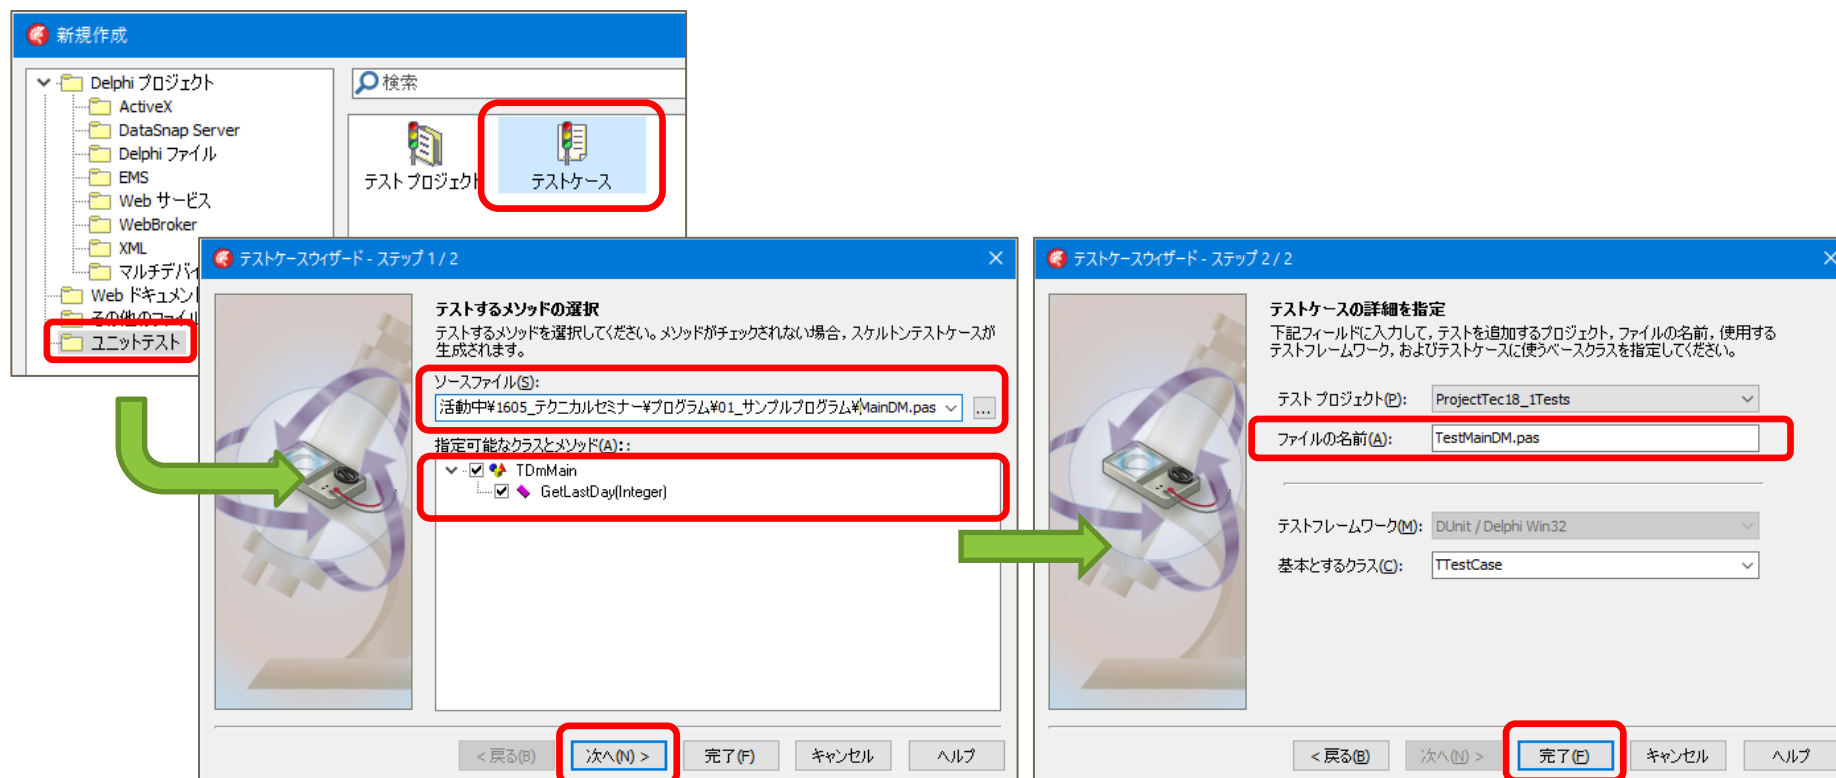 新規作成
Delphi プロジェクト
ActiveX
DataSnap Server
Delphi ファイル
EMS
Web サービス
WebBroker
XML
マルチデバイ
Web ドキュメント
その他のファイル
ユニットテスト
検索
テスト プロジェクト
テストケース
テストケースウィザード - ステップ 1 / 2
テストするメソッドの選択
テストするメソッドを選択してください。メソッドがチェックされない場合, スケルトンテストケースが
生成されます。
ソースファイル(S):
活動中¥1605_テクニカルセミナー¥プログラム¥01_サンプルプログラム¥MainDM.pas
...
指定可能なクラスとメソッド(A)::
TDmMain
GetLastDay(Integer)
< 戻る(B)
次へ(N) >
完了(F)
キャンセル
ヘルプ
テストケースウィザード - ステップ 2 / 2
テストケースの詳細を指定
下記フィールドに入力して, テストを追加するプロジェクト, ファイルの名前, 使用する
テストフレームワーク, およびテストケースに使うベースクラスを指定してください。
テスト プロジェクト(P):
ProjectTec18_1Tests
ファイルの名前(A):
TestMainDM.pas
テストフレームワーク(M):
DUnit / Delphi Win32
基本とするクラス(C):
TTestCase
< 戻る(B)
次へ(N) >
完了(F)
キャンセル
ヘルプ